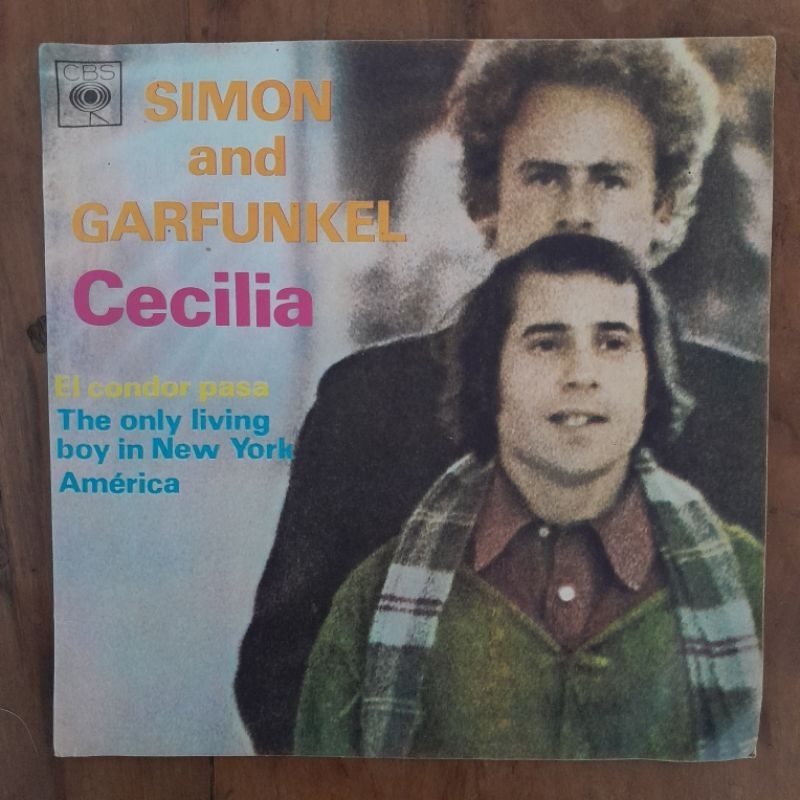 CBS
SIMON
and
GARFUNKEL
Cecilia
El condor pasa
The only living
boy in New York
América